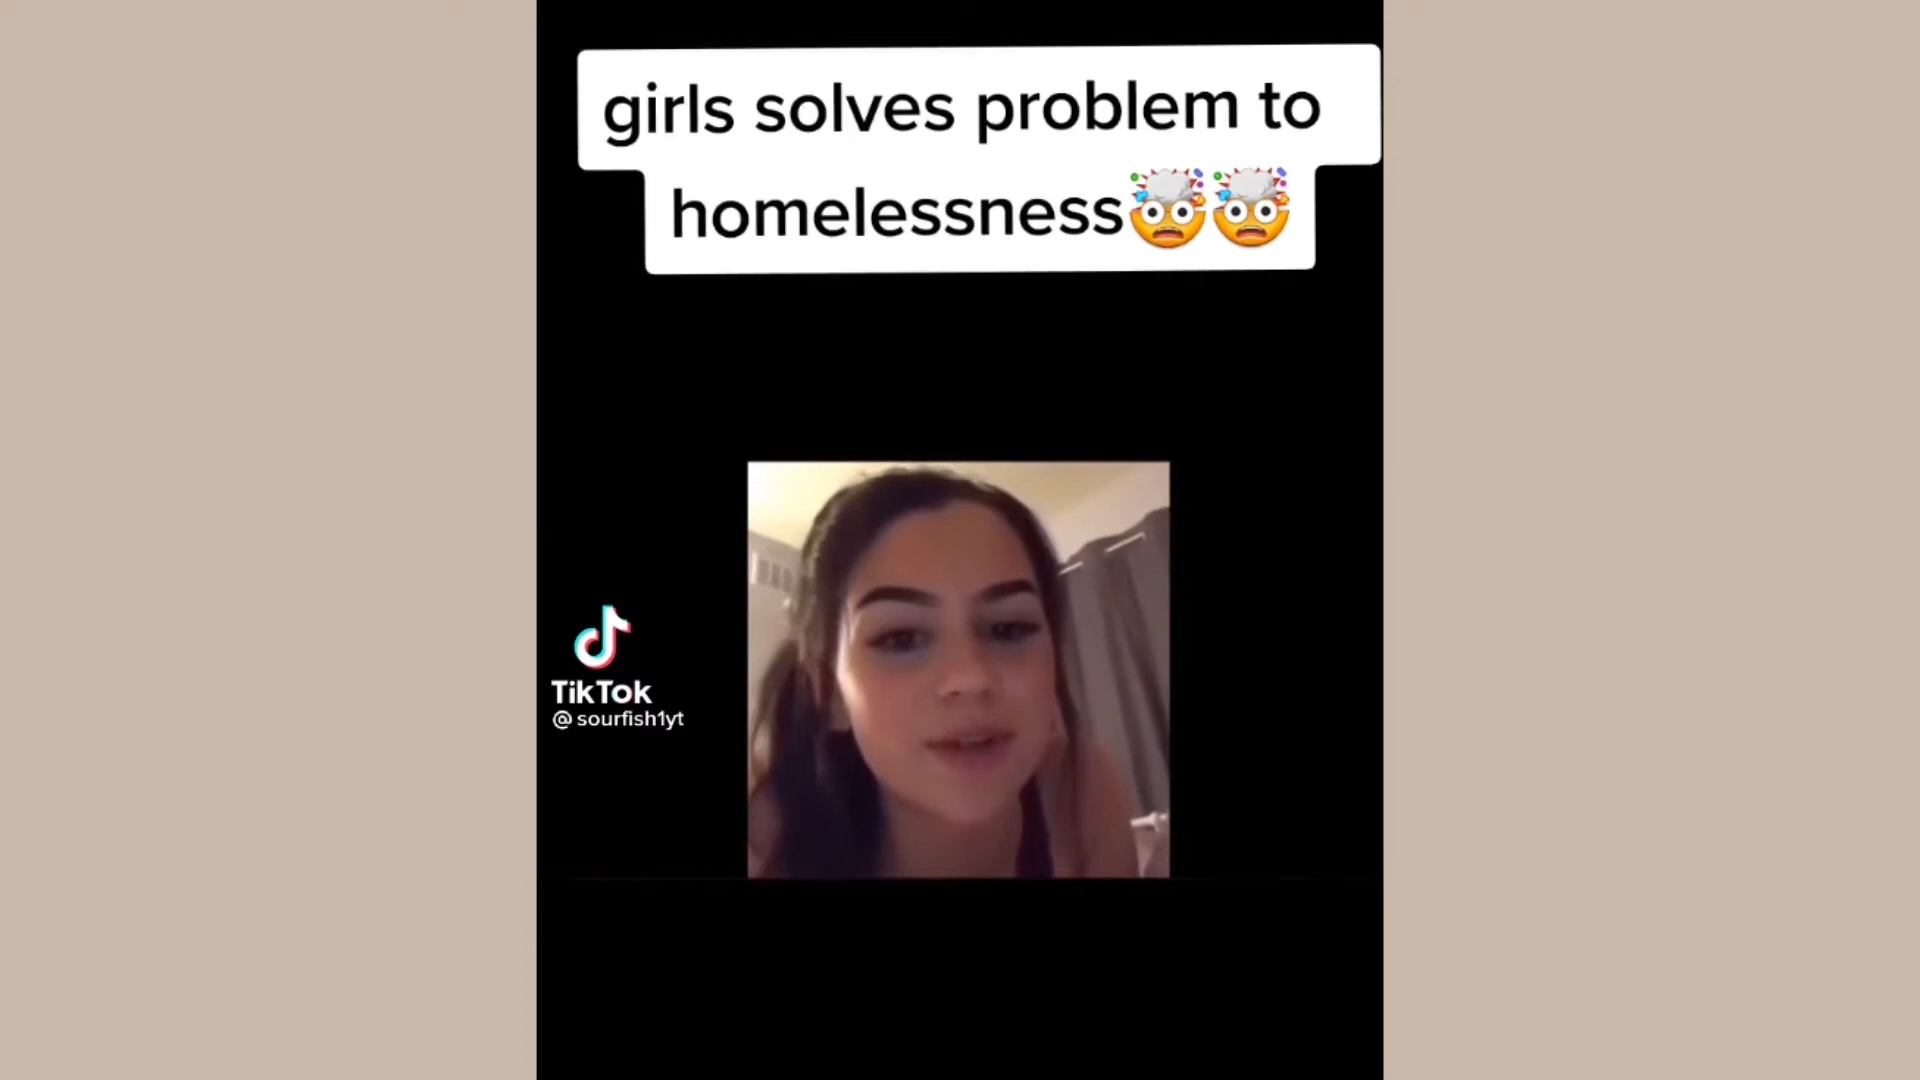 girls solves problem to
homelessness🤯🤯
TikTok
@sourfish1yt